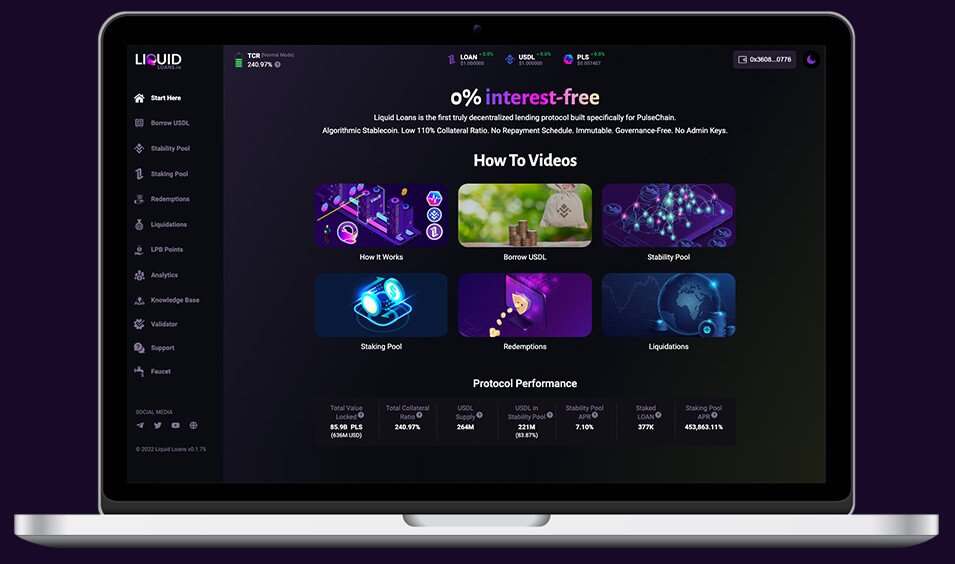 LIQUID
LOANS.io
TCR (Normal Mode)
240.97%
LOAN +0.0%
$1.000000
USDL +0.0%
$1.000000
PLS +0.0%
$0.007407
0x3608...0776
Start Here
Borrow USDL
Stability Pool
Staking Pool
Redemptions
Liquidations
LPB Points
Analytics
Knowledge Base
Validator
Support
Faucet
SOCIAL MEDIA
© 2022 Liquid Loans v0.1.75
0% interest-free
Liquid Loans is the first truly decentralized lending protocol built specifically for PulseChain.
Algorithmic Stablecoin. Low 110% Collateral Ratio. No Repayment Schedule. Immutable. Governance-Free. No Admin Keys.
How To Videos
How It Works
Borrow USDL
Stability Pool
Staking Pool
Redemptions
Liquidations
Protocol Performance
Total Value
Locked
85.9B PLS
(636M USD)
Total Collateral
Ratio
240.97%
USDL
Supply
264M
USDL in
Stability Pool
221M
(83.87%)
Stability Pool
APR
7.10%
Staked
LOAN
377K
Staking Pool
APR
453,863.11%